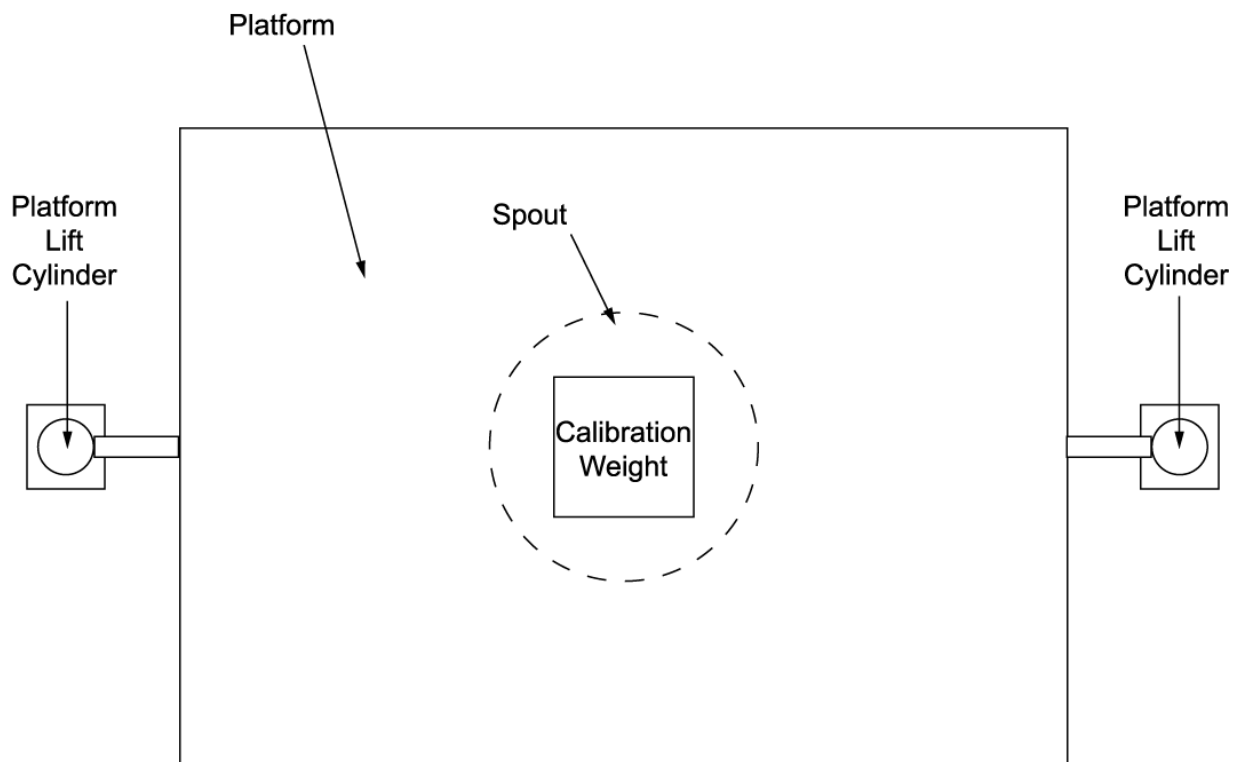 Platform
Platform
Lift
Cylinder
Spout
Platform
Lift
Cylinder
Calibration
Weight